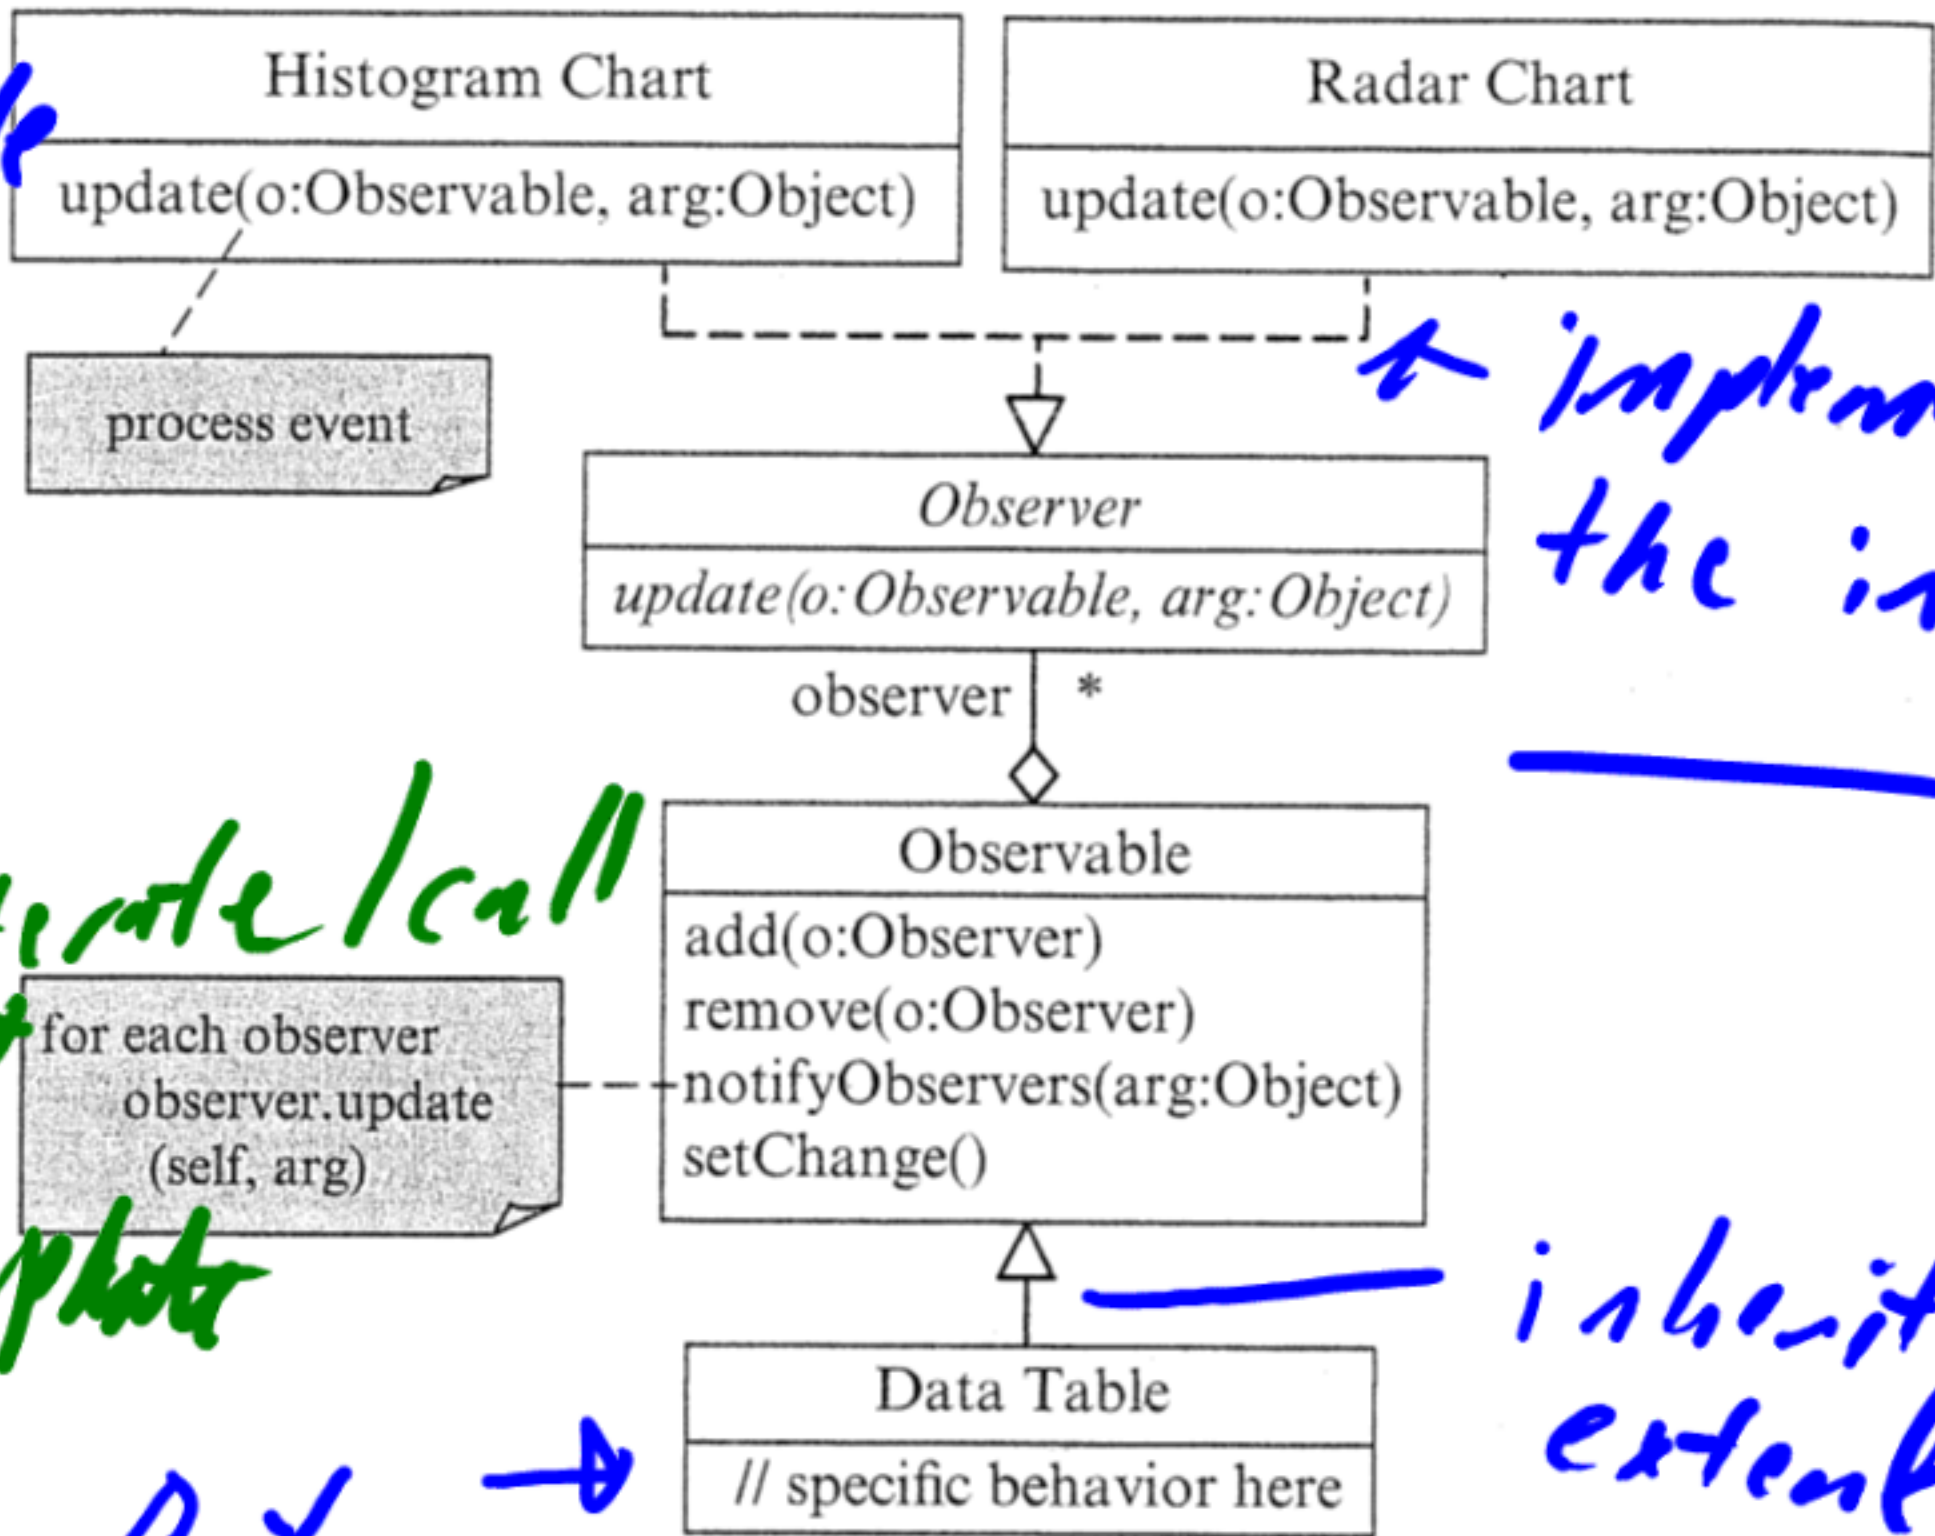 Histogram Chart
update(o:Observable, arg:Object)
Radar Chart
update(o:Observable, arg:Object)
process event
Observer
update(o:Observable, arg:Object)
observer *
the
/call
Observable
add(o:Observer)
remove(o:Observer)
notifyObservers(arg:Object)
setChange()
for each observer
observer.update
(self, arg)
Data Table
// specific behavior here